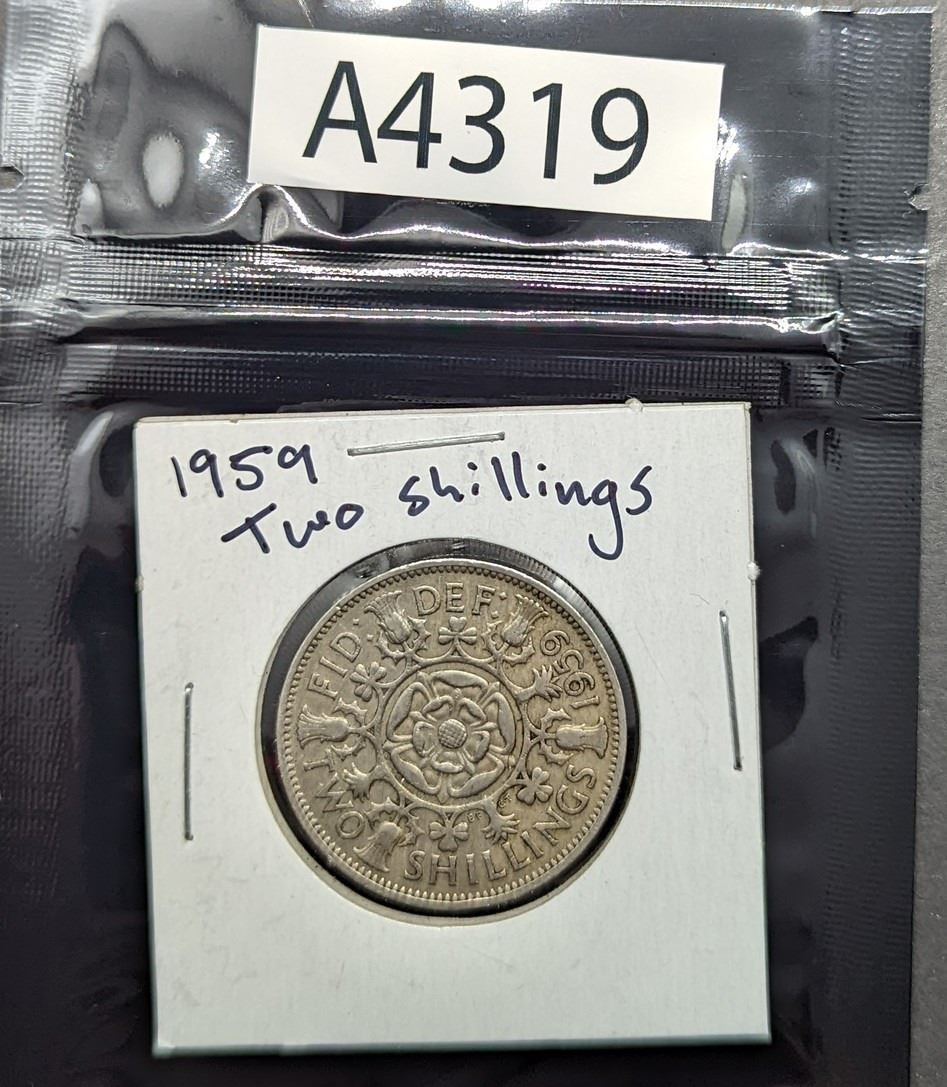 A4319
1959
Two shillings
FID: DEF: 1959
TWO SHILLINGS